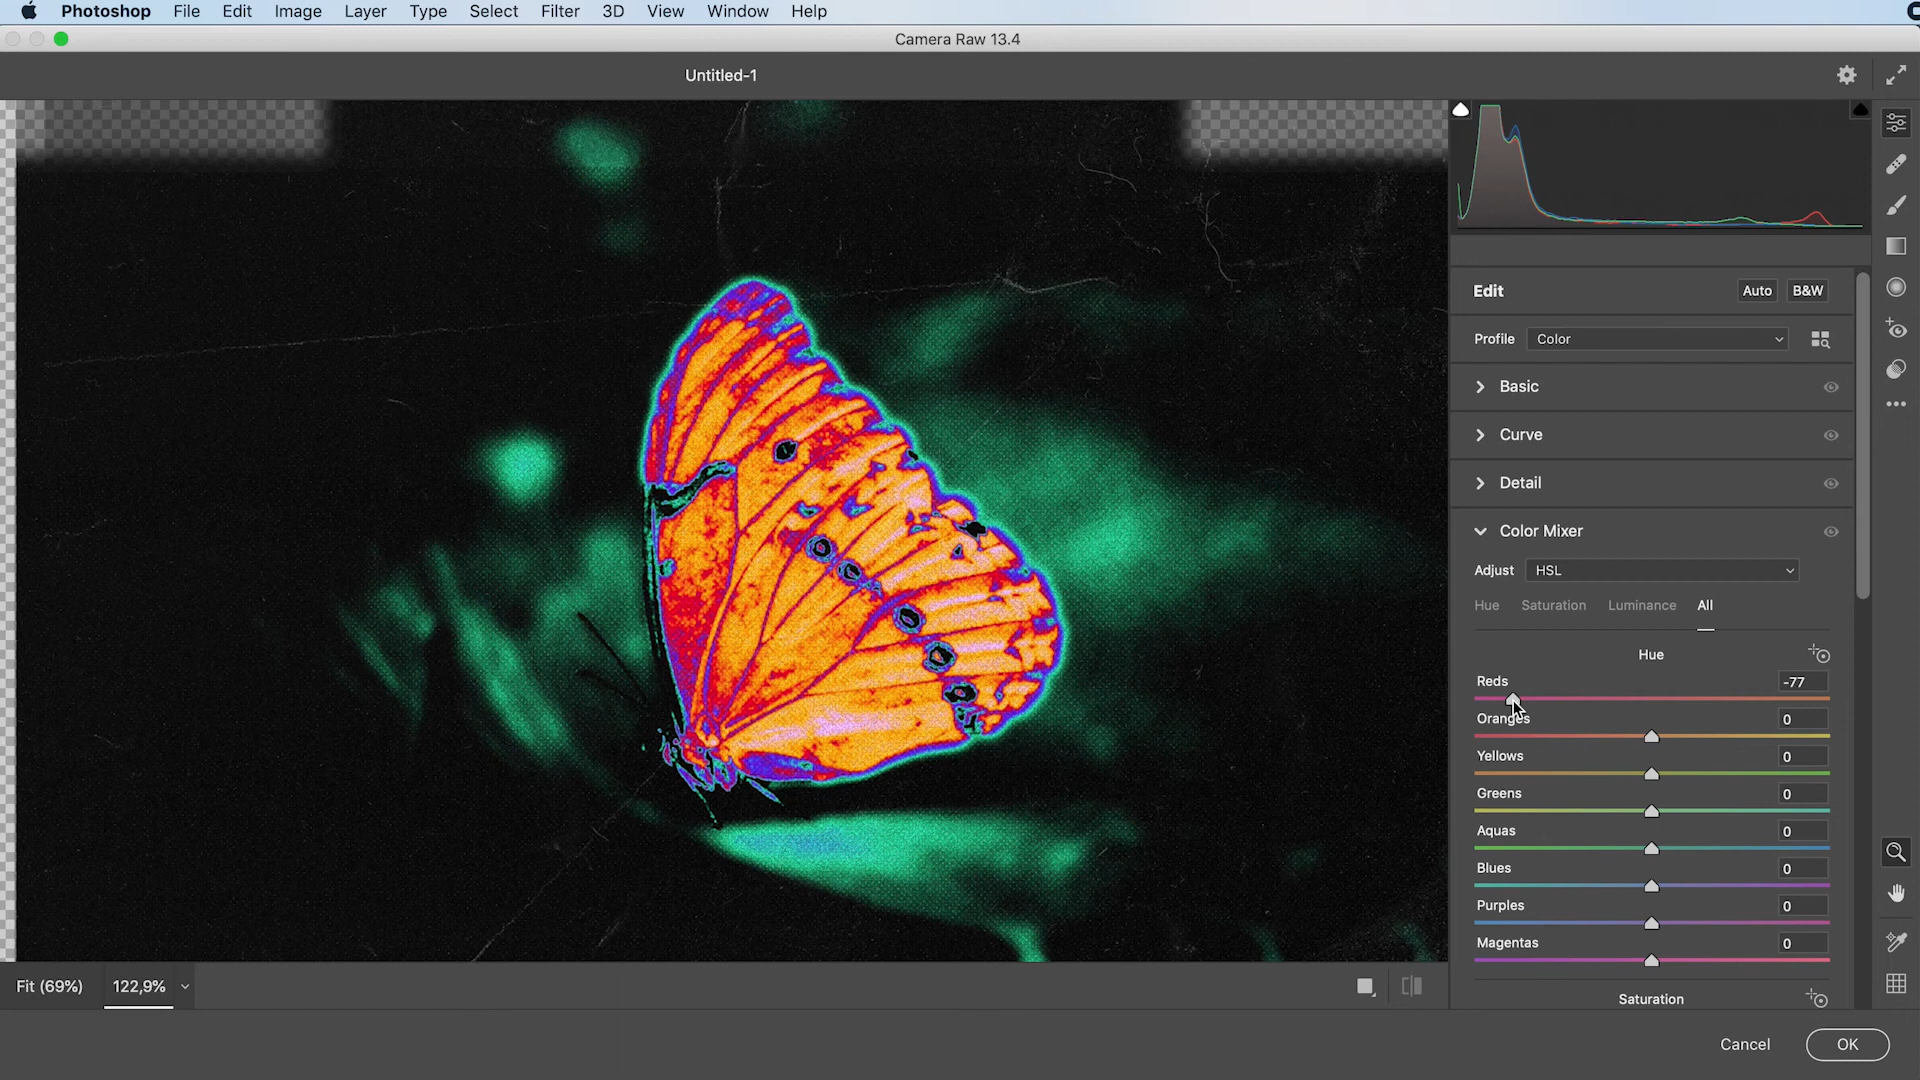 Photoshop File Edit Image Layer Type Select Filter 3D View Window Help
Camera Raw 13.4
Untitled-1
Edit Auto B&W
Profile Color
Basic
Curve
Detail
Color Mixer
Adjust HSL
Hue Saturation Luminance All
Hue
Reds -77
Oranges 0
Yellows 0
Greens 0
Aquas 0
Blues 0
Purples 0
Magentas 0
Saturation
Fit (69%) 122,9%
Cancel OK